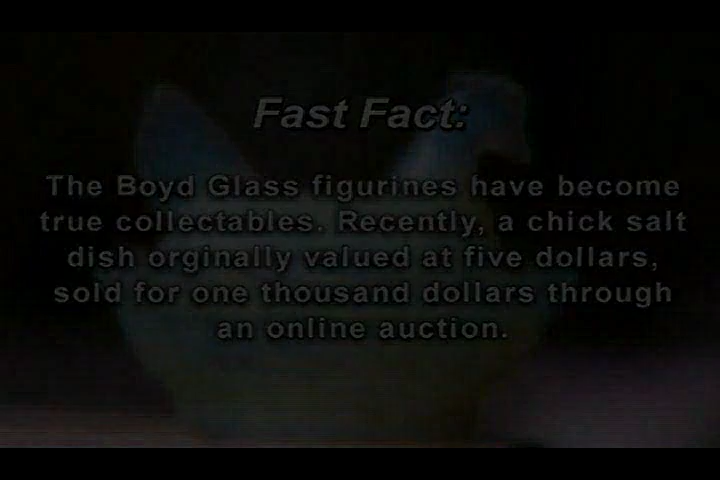 Fast Fact:
The Boyd Glass figurines have become
true collectables. Recently, a chick salt
dish orginally valued at five dollars,
sold for one thousand dollars through
an online auction.